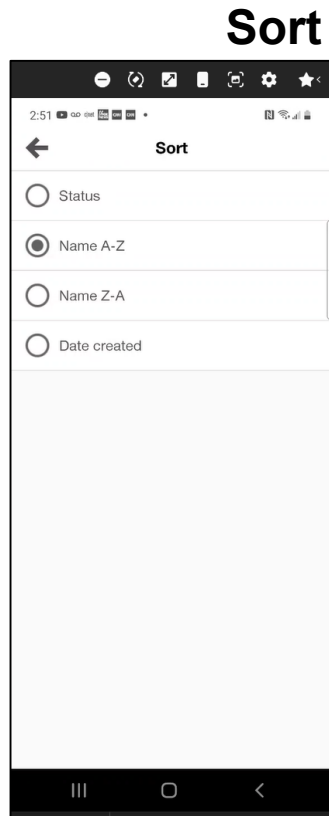 Sort
2:51
Sort
Status
Name A-Z
Name Z-A
Date created